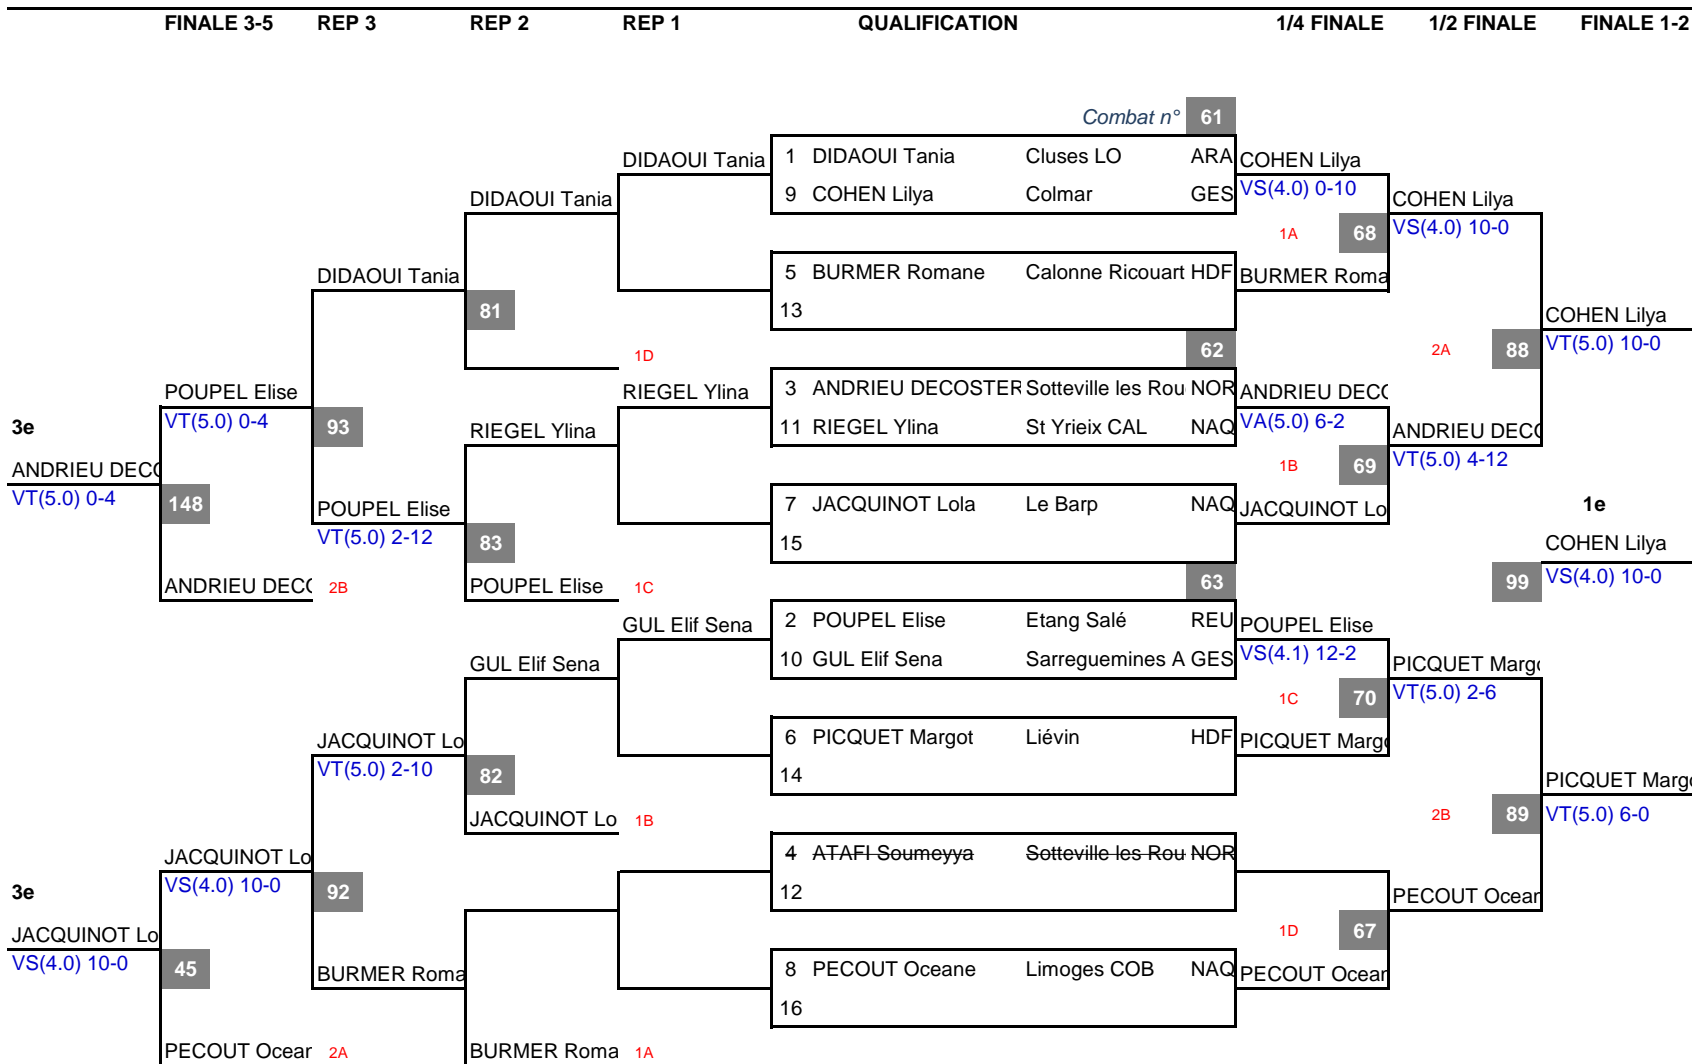 FINALE 3-5 REP 3 REP 2 REP 1 QUALIFICATION 1/4 FINALE 1/2 FINALE FINALE 1-2
Combat n° 61
DIDAOUI Tania 1 DIDAOUI Tania Cluses LO ARA COHEN Lilya
DIDAOUI Tania 9 COHEN Lilya Colmar GES VS(4.0) 0-10 COHEN Lilya
1A 68 VS(4.0) 10-0
DIDAOUI Tania 5 BURMER Romane Calonne Ricouart HDF BURMER Roma
81 13 COHEN Lilya
1D 62 2A 88 VT(5.0) 10-0
POUPEL Elise RIEGEL Ylina 3 ANDRIEU DECOSTER Sotteville les Rou NOR ANDRIEU DECO
3e VT(5.0) 0-4 93 RIEGEL Ylina 11 RIEGEL Ylina St Yrieix CAL NAQ VA(5.0) 6-2 ANDRIEU DECO
ANDRIEU DECO 1B 69 VT(5.0) 4-12
VT(5.0) 0-4 148 POUPEL Elise 7 JACQUINOT Lola Le Barp NAQ JACQUINOT Lo 1e
VT(5.0) 2-12 83 15 COHEN Lilya
ANDRIEU DECO 2B POUPEL Elise 1C 63 99 VS(4.0) 10-0
GUL Elif Sena 2 POUPEL Elise Etang Salé REU POUPEL Elise
GUL Elif Sena 10 GUL Elif Sena Sarreguemines A GES VS(4.1) 12-2 PICQUET Margo
1C 70 VT(5.0) 2-6
JACQUINOT Lo 6 PICQUET Margot Liévin HDF PICQUET Margo
VT(5.0) 2-10 82 14 PICQUET Margo
JACQUINOT Lo 1B 2B 89 VT(5.0) 6-0
JACQUINOT Lo 4 ATAFI Soumeyya Sotteville les Rou NOR
3e VS(4.0) 10-0 92 12 PECOUT Ocean
JACQUINOT Lo 1D 67
VS(4.0) 10-0 45 BURMER Roma 8 PECOUT Oceane Limoges COB NAQ PECOUT Ocean
16
PECOUT Ocean 2A BURMER Roma 1A